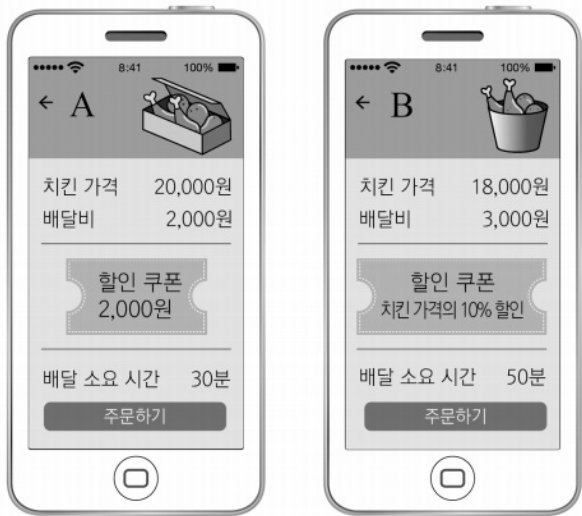 8:41 100%
← A
치킨 가격 20,000원
배달비 2,000원
할인 쿠폰
2,000원
배달 소요 시간 30분
주문하기
8:41 100%
← B
치킨 가격 18,000원
배달비 3,000원
할인 쿠폰
치킨 가격의 10% 할인
배달 소요 시간 50분
주문하기